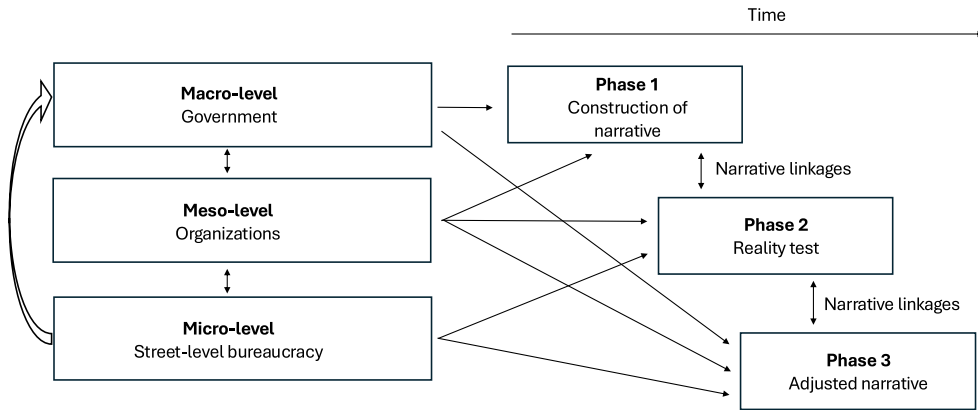 Time
Macro-level
Government
Phase 1
Construction of
narrative
Narrative linkages
Meso-level
Organizations
Phase 2
Reality test
Narrative linkages
Micro-level
Street-level bureaucracy
Phase 3
Adjusted narrative